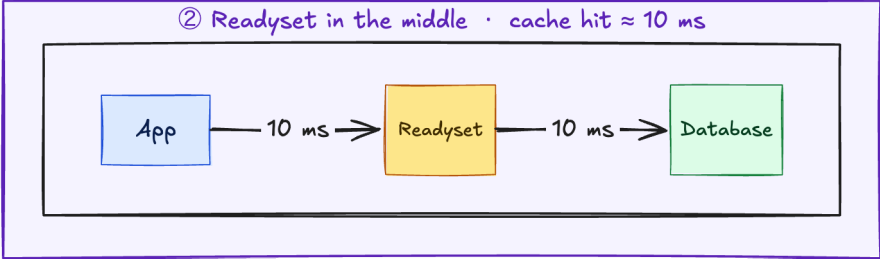 ② Readyset in the middle · cache hit ≈ 10 ms
App 10 ms Readyset 10 ms Database